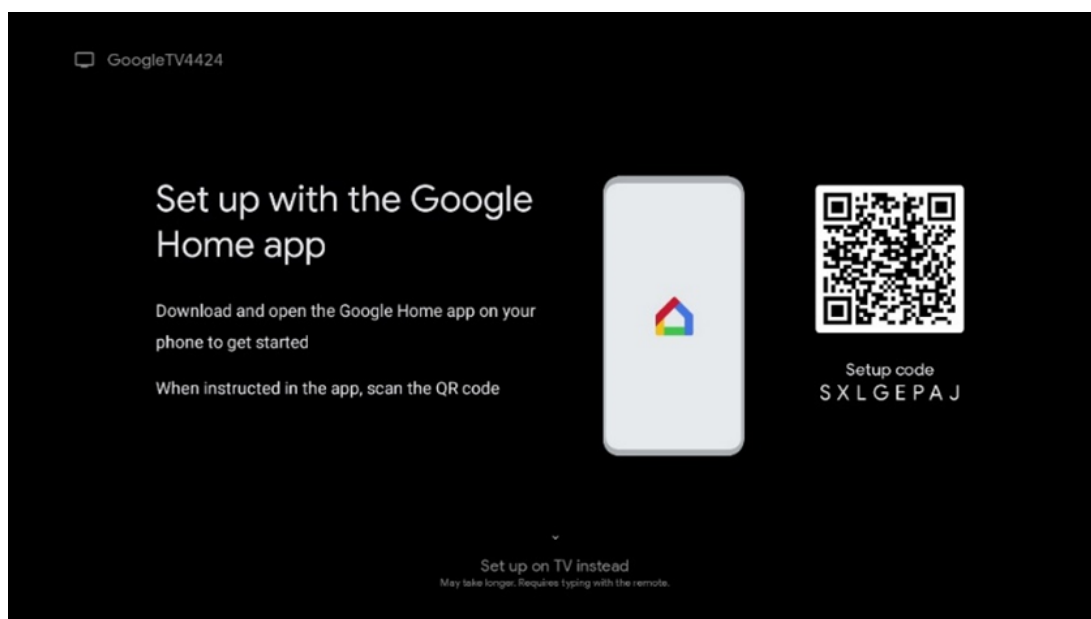 GoogleTV4424
Set up with the Google
Home app
Download and open the Google Home app on your
phone to get started
When instructed in the app, scan the QR code
Setup code
SXLGEPAJ
Set up on TV instead
May take longer. Requires typing with the remote.